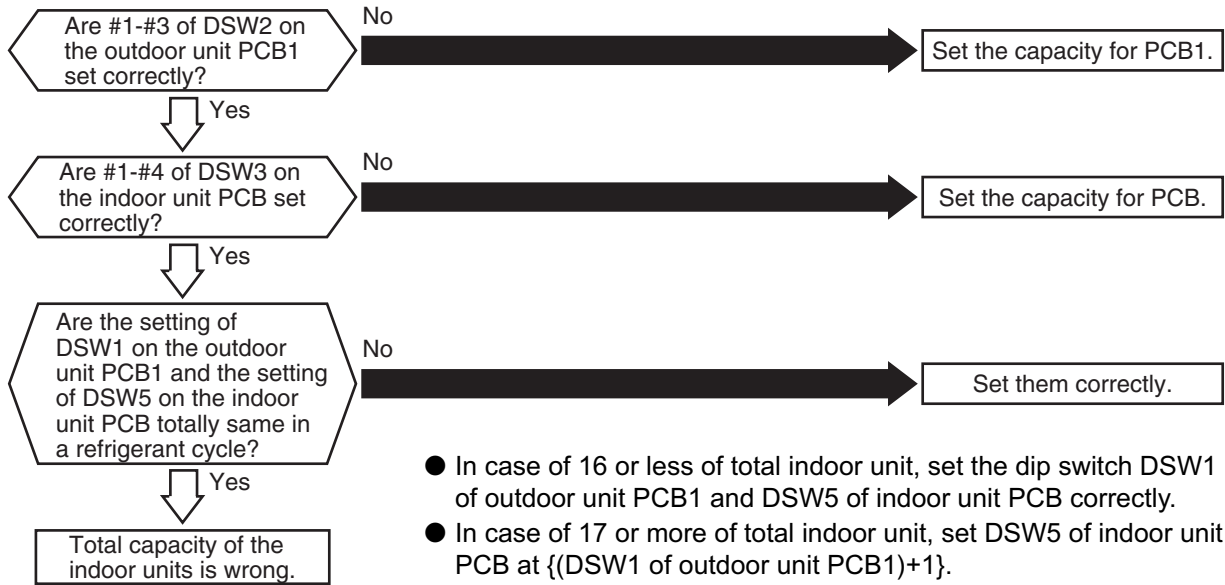 Are #1-#3 of DSW2 on
the outdoor unit PCB1
set correctly?
No
Set the capacity for PCB1.
Yes
Are #1-#4 of DSW3 on
the indoor unit PCB set
correctly?
No
Set the capacity for PCB.
Yes
Are the setting of
DSW1 on the outdoor
unit PCB1 and the setting
of DSW5 on the indoor
unit PCB totally same in
a refrigerant cycle?
No
Set them correctly.
Yes
Total capacity of the
indoor units is wrong.
● In case of 16 or less of total indoor unit, set the dip switch DSW1
of outdoor unit PCB1 and DSW5 of indoor unit PCB correctly.
● In case of 17 or more of total indoor unit, set DSW5 of indoor unit
PCB at {(DSW1 of outdoor unit PCB1)+1}.